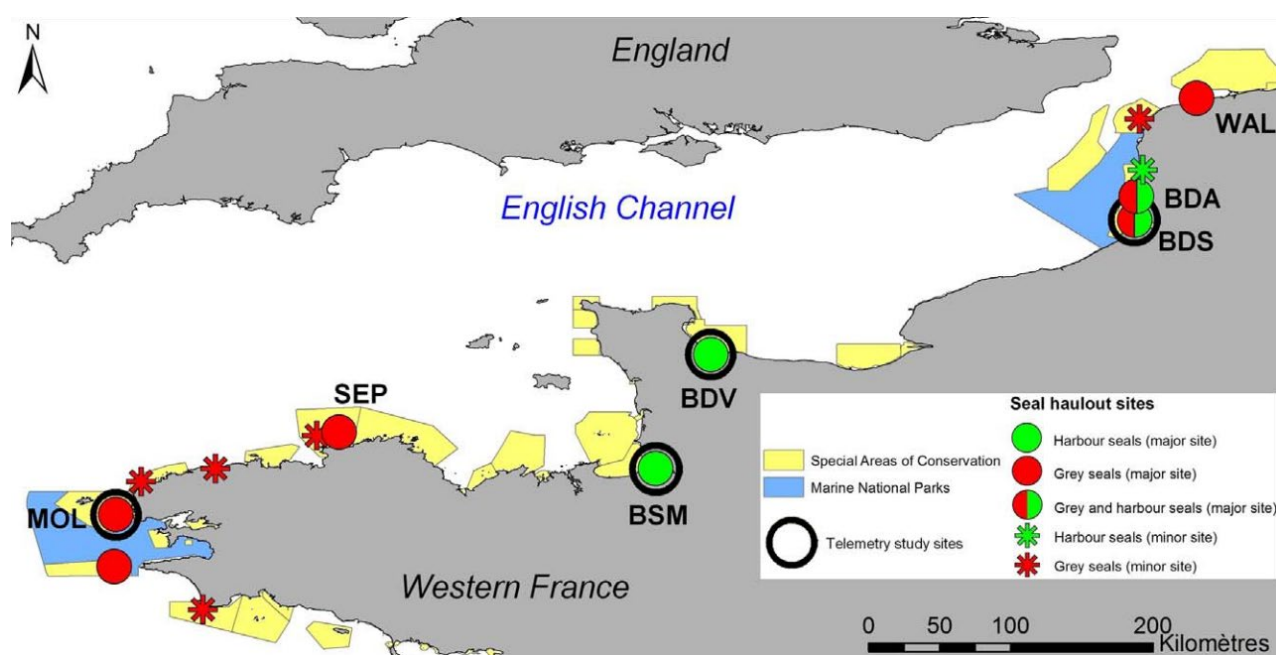 N
England
WAL
English Channel
BDA
BDS
BDV
SEP
MOL
BSM
Western France
Seal haulout sites
Special Areas of Conservation
Marine National Parks
Telemetry study sites
Harbour seals (major site)
Grey seals (major site)
Grey and harbour seals (major site)
Harbour seals (minor site)
Grey seals (minor site)
0 50 100 200
Kilomètres